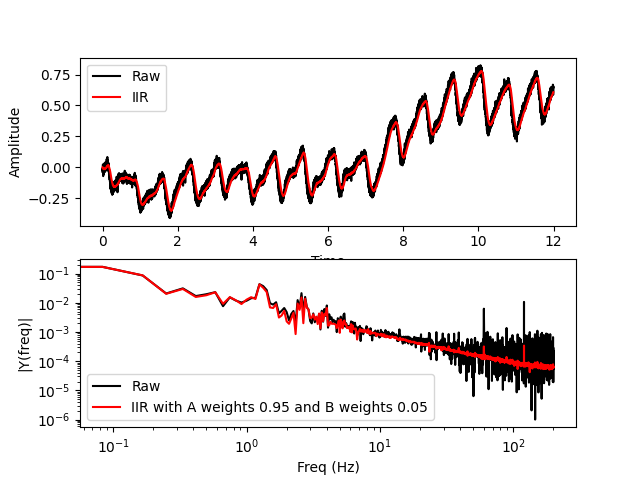 Raw
IIR
Amplitude
0.75
0.50
0.25
0.00
−0.25
0 2 4 6 8 10 12
Time
|Y(freq)|
10⁻¹
10⁻²
10⁻³
10⁻⁴
10⁻⁵
10⁻⁶
Raw
IIR with A weights 0.95 and B weights 0.05
10⁻¹ 10⁰ 10¹ 10²
Freq (Hz)